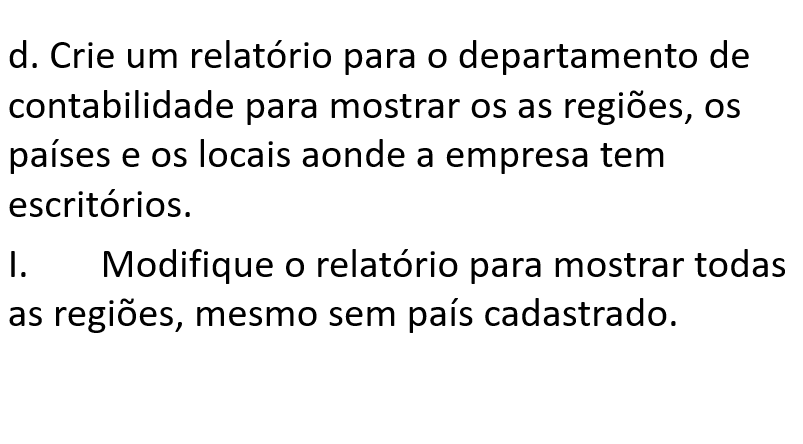 d. Crie um relatório para o departamento de
contabilidade para mostrar os as regiões, os
países e os locais aonde a empresa tem
escritórios.
I. Modifique o relatório para mostrar todas
as regiões, mesmo sem país cadastrado.